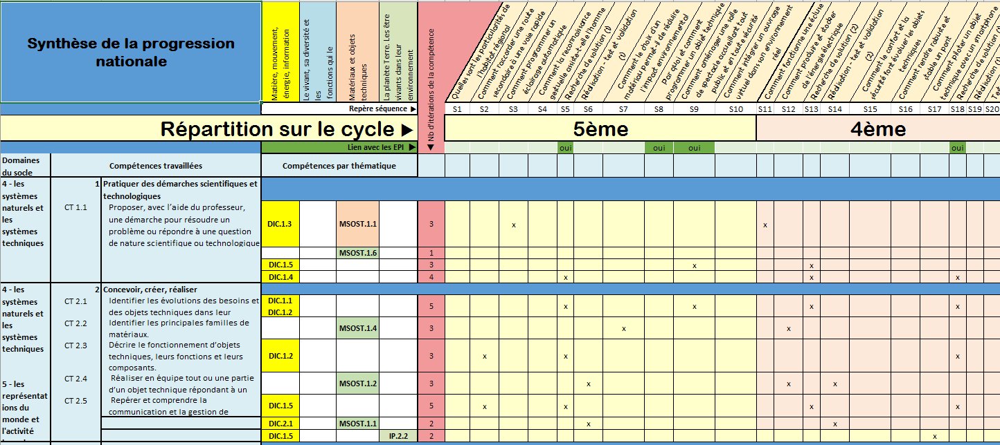 Synthèse de la progression
nationale
Matière, mouvement,
énergie, information
Le vivant, sa diversité et
les
fonctions qui le
Matériaux et objets
techniques
La planète Terre. Les être
vivants dans leur
environnement
Nb d'itérations de la compétence
Quelles sont les particularités de
l'habitat régional
Comment raccorder une route
secondaire à une voie rapide
Comment programmer un
éclairage automatique
Comment la reconnaissance
gestuelle assiste-t-elle l'homme
Recherche de solution (1)
Réalisation - test et validation
(1)
Comment le choix d'un
matériau permet-il de réduire
l'impact environnemental
Par quoi et comment
programmer un objet technique
Comment aménager une salle
de spectacle accueillant tout
public et en toute sécurité
Comment intégrer un ouvrage
virtuel dans son environnement
réel
Comment fonctionne une écluse
Comment produire et stocker
de l'énergie électrique
Recherche de solution (2)
Réalisation - test et validation
(2)
Comment le confort et la
sécurité font évoluer les objets
techniques
Comment rendre robuste et
stable un pont
Comment piloter un objet
technique avec un smartphone
Recherche de solution
Réalisation
Repère séquence ►
S1 S2 S3 S4 S5 S6 S7 S8 S9 S10 S11 S12 S13 S14 S15 S16 S17 S18 S19 S20
Répartition sur le cycle ►
5ème
4ème
Lien avec les EPI ►
▼
oui oui oui oui
Domaines
du socle
Compétences travaillées
Compétences par thématique
4 - les
systèmes
naturels et
les
systèmes
techniques
1 Pratiquer des démarches scientifiques et
technologiques
CT 1.1
Proposer, avec l'aide du professeur,
une démarche pour résoudre un
problème ou répondre à une question
de nature scientifique ou technologique
DIC.1.3 MSOST.1.1 3 x x
MSOST.1.6 1
DIC.1.5 3 x x
DIC.1.4 4 x x x
4 - les
systèmes
naturels et
les
systèmes
techniques
5 - les
représentat
ions du
monde et
l'activité
2 Concevoir, créer, réaliser
CT 2.1
Identifier les évolutions des besoins et
des objets techniques dans leur
DIC.1.1
DIC.1.2
5 x x x x
CT 2.2
Identifier les principales familles de
matériaux.
MSOST.1.4 3 x x
CT 2.3
Décrire le fonctionnement d'objets
techniques, leurs fonctions et leurs
composants.
DIC.1.2 3 x x x
CT 2.4
Réaliser en équipe tout ou une partie
d'un objet technique répondant à un
MSOST.1.2 3 x x x
CT 2.5
Repérer et comprendre la
communication et la gestion de
DIC.1.5 5 x x x x
DIC.2.1 MSOST.1.1 2 x x
DIC.1.5 IP.2.2 2 x